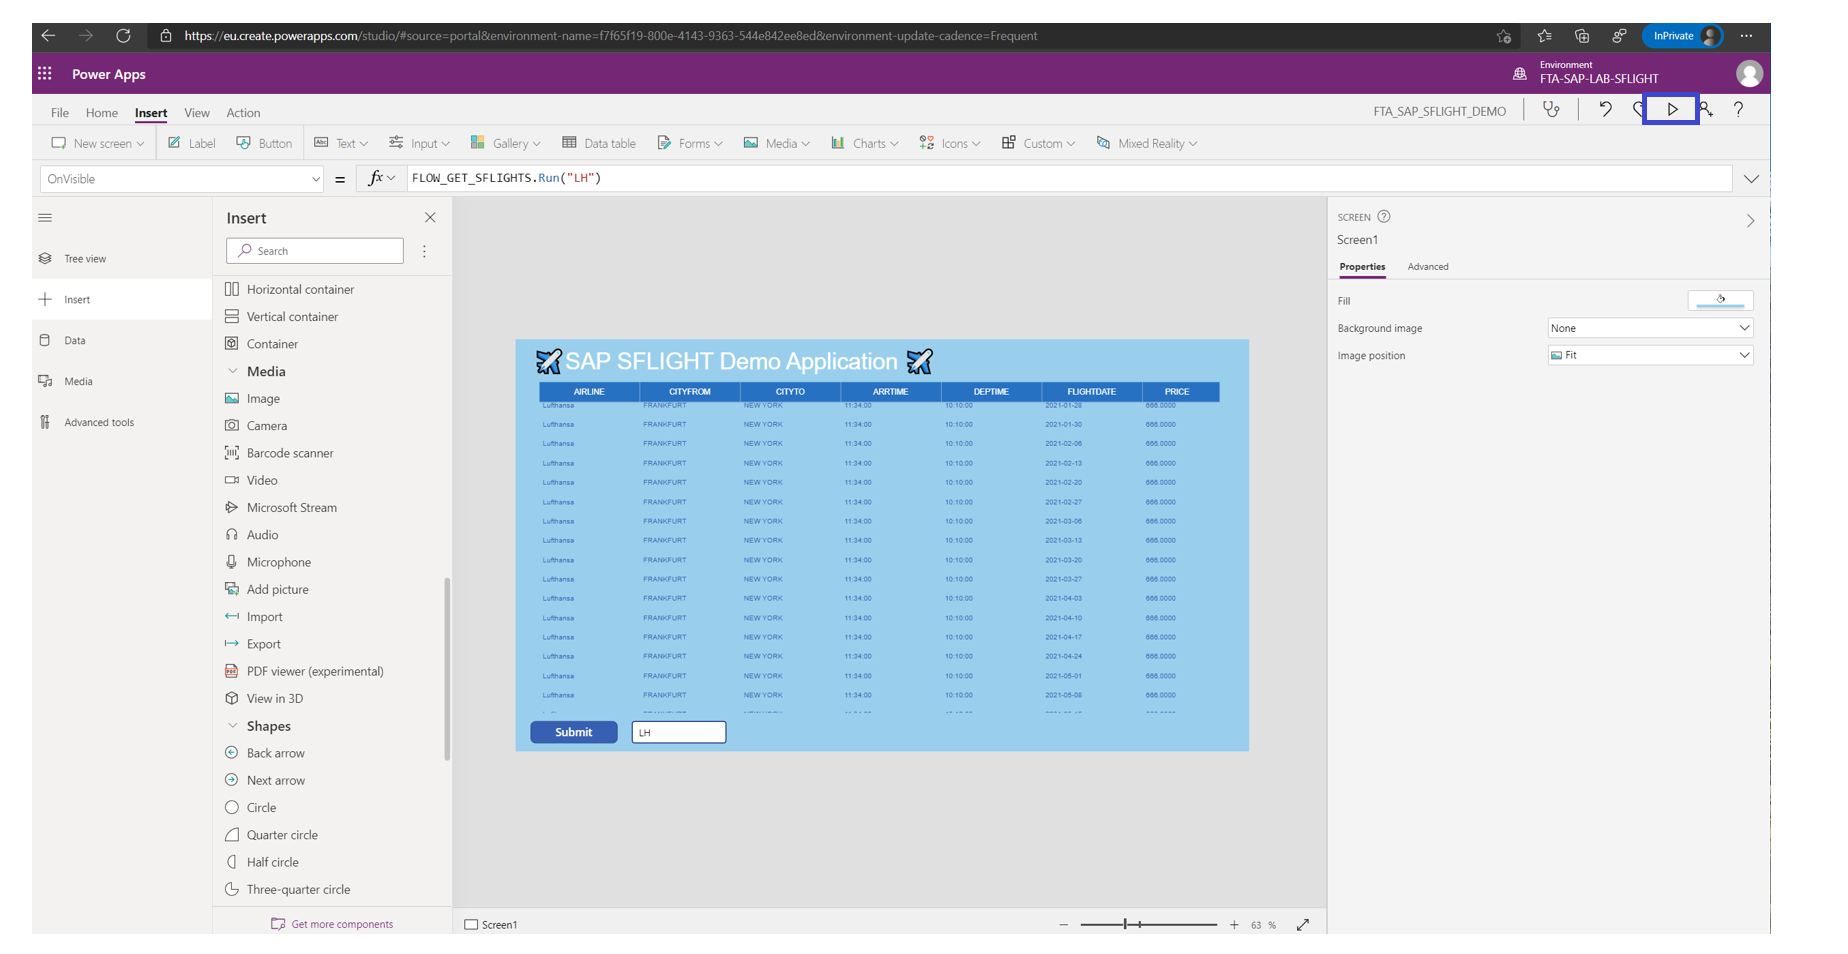 https://eu.create.powerapps.com/studio/#source=portal&environment-name=f7f65f19-800e-4143-9363-544e842ee8ed&environment-update-cadence=Frequent
InPrivate
Power Apps
Environment
FTA-SAP-LAB-SFLIGHT
File Home Insert View Action
FTA_SAP_SFLIGHT_DEMO
New screen Label Button Text Input Gallery Data table Forms Media Charts Icons Custom Mixed Reality
OnVisible = fx FLOW_GET_SFLIGHTS.Run("LH")
Tree view
Insert
Data
Media
Advanced tools
Insert
Search
Horizontal container
Vertical container
Container
Media
Image
Camera
Barcode scanner
Video
Microsoft Stream
Audio
Microphone
Add picture
Import
Export
PDF viewer (experimental)
View in 3D
Shapes
Back arrow
Next arrow
Circle
Quarter circle
Half circle
Three-quarter circle
Get more components
SAP SFLIGHT Demo Application
AIRLINE CITYFROM CITYTO ARRTIME DEPTIME FLIGHTDATE PRICE
Lufthansa FRANKFURT NEW YORK 11:34:00 10:10:00 2021-01-28 666.0000
Lufthansa FRANKFURT NEW YORK 11:34:00 10:10:00 2021-01-30 666.0000
Lufthansa FRANKFURT NEW YORK 11:34:00 10:10:00 2021-02-06 666.0000
Lufthansa FRANKFURT NEW YORK 11:34:00 10:10:00 2021-02-13 666.0000
Lufthansa FRANKFURT NEW YORK 11:34:00 10:10:00 2021-02-20 666.0000
Lufthansa FRANKFURT NEW YORK 11:34:00 10:10:00 2021-02-27 666.0000
Lufthansa FRANKFURT NEW YORK 11:34:00 10:10:00 2021-03-06 666.0000
Lufthansa FRANKFURT NEW YORK 11:34:00 10:10:00 2021-03-13 666.0000
Lufthansa FRANKFURT NEW YORK 11:34:00 10:10:00 2021-03-20 666.0000
Lufthansa FRANKFURT NEW YORK 11:34:00 10:10:00 2021-03-27 666.0000
Lufthansa FRANKFURT NEW YORK 11:34:00 10:10:00 2021-04-03 666.0000
Lufthansa FRANKFURT NEW YORK 11:34:00 10:10:00 2021-04-10 666.0000
Lufthansa FRANKFURT NEW YORK 11:34:00 10:10:00 2021-04-17 666.0000
Lufthansa FRANKFURT NEW YORK 11:34:00 10:10:00 2021-04-24 666.0000
Lufthansa FRANKFURT NEW YORK 11:34:00 10:10:00 2021-05-01 666.0000
Lufthansa FRANKFURT NEW YORK 11:34:00 10:10:00 2021-05-08 666.0000
Submit LH
Screen1
63 %
SCREEN
Screen1
Properties Advanced
Fill
Background image None
Image position Fit